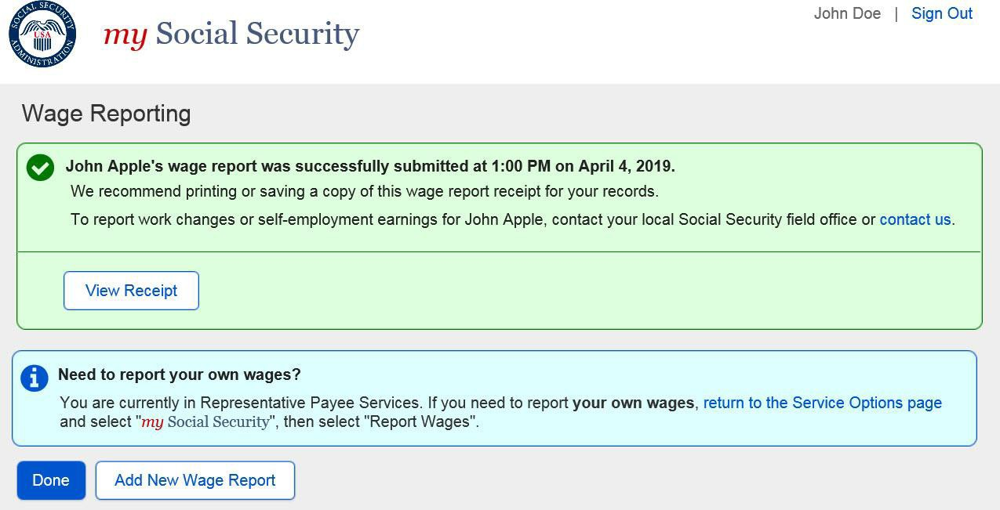 SOCIAL SECURITY
USA
ADMINISTRATION
my Social Security
John Doe | Sign Out
Wage Reporting
John Apple's wage report was successfully submitted at 1:00 PM on April 4, 2019.
We recommend printing or saving a copy of this wage report receipt for your records.
To report work changes or self-employment earnings for John Apple, contact your local Social Security field office or contact us.
View Receipt
Need to report your own wages?
You are currently in Representative Payee Services. If you need to report your own wages, return to the Service Options page
and select "my Social Security", then select "Report Wages".
Done
Add New Wage Report